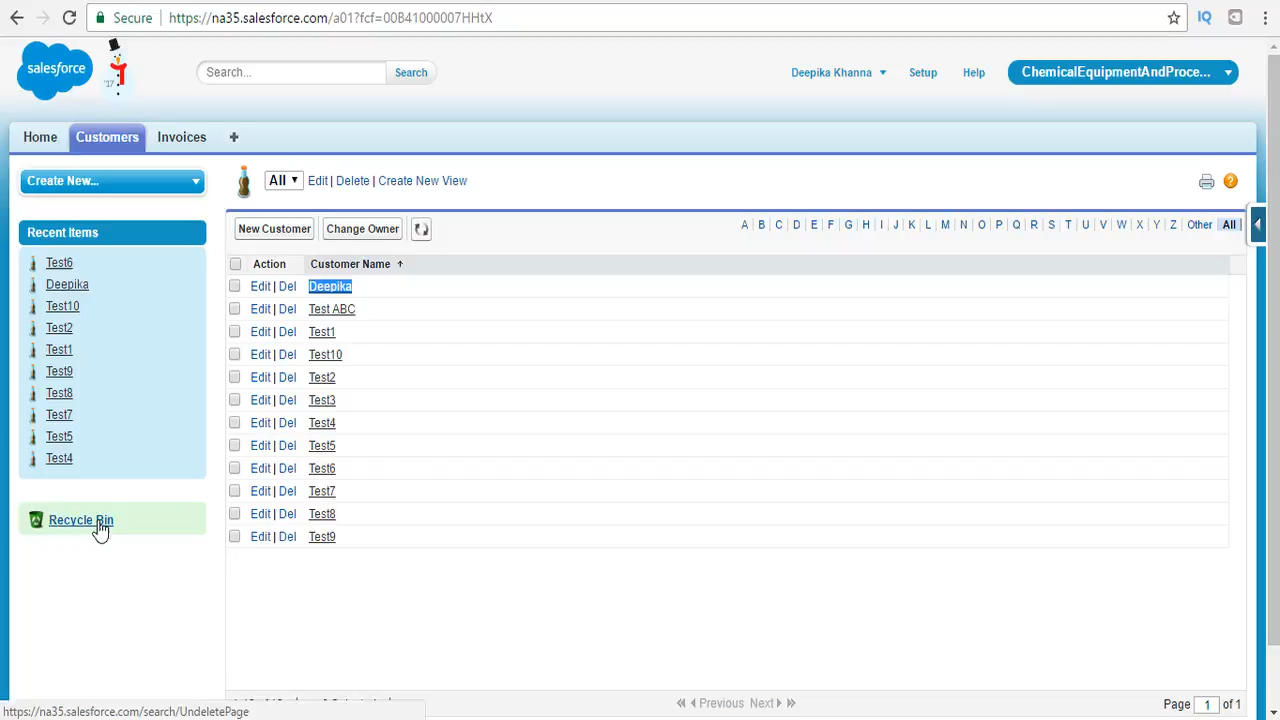 Secure | https://na35.salesforce.com/a01?fcf=00B41000007HHtX
IQ
salesforce
'17
Search...
Search
Deepika Khanna
Setup
Help
ChemicalEquipmentAndProce...
Home
Customers
Invoices
+
Create New...
All
Edit | Delete | Create New View
?
Recent Items
Test6
Deepika
Test10
Test2
Test1
Test9
Test8
Test7
Test5
Test4
Recycle Bin
New Customer
Change Owner
A | B | C | D | E | F | G | H | I | J | K | L | M | N | O | P | Q | R | S | T | U | V | W | X | Y | Z | Other | All
Action Customer Name
Edit | Del Deepika
Edit | Del Test ABC
Edit | Del Test1
Edit | Del Test10
Edit | Del Test2
Edit | Del Test3
Edit | Del Test4
Edit | Del Test5
Edit | Del Test6
Edit | Del Test7
Edit | Del Test8
Edit | Del Test9
Previous Next
Page 1 of 1
https://na35.salesforce.com/search/UndeletePage